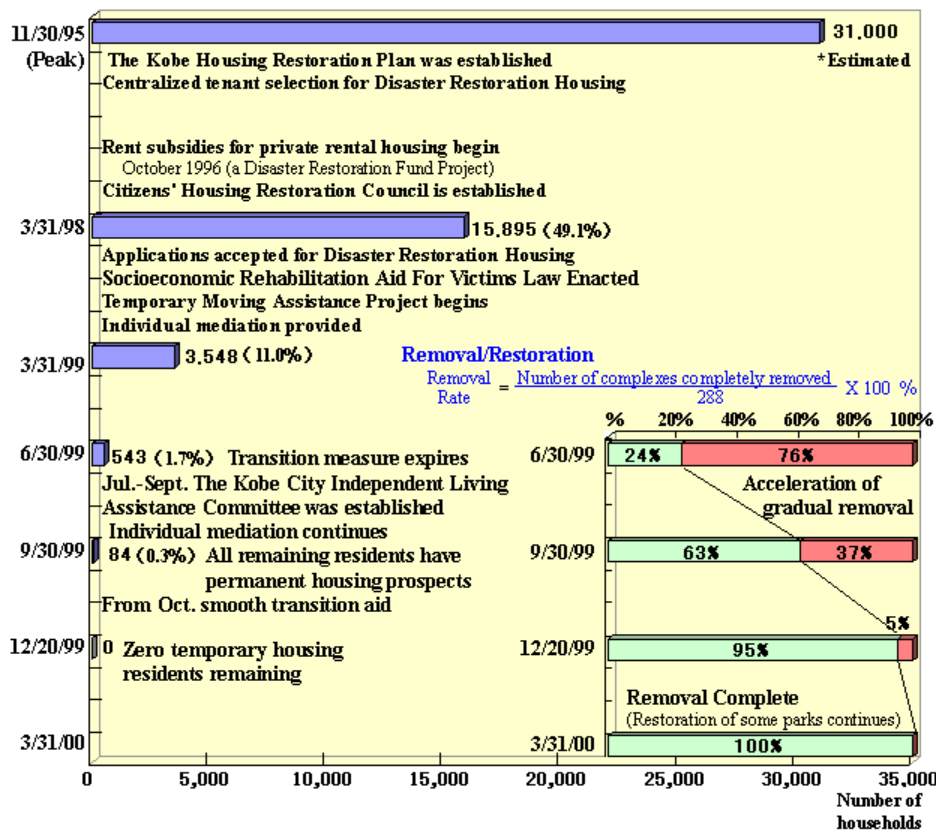 11/30/95
(Peak)
31.000
*Estimated
The Kobe Housing Restoration Plan was established
Centralized tenant selection for Disaster Restoration Housing
Rent subsidies for private rental housing begin
October 1996 (a Disaster Restoration Fund Project)
Citizens' Housing Restoration Council is established
3/31/98
15.895 (49.1%)
Applications accepted for Disaster Restoration Housing
Socioeconomic Rehabilitation Aid For Victims Law Enacted
Temporary Moving Assistance Project begins
Individual mediation provided
3/31/99
3.548 (11.0%)
Removal/Restoration
Removal Rate = Number of complexes completely removed / 288 X 100 %
% 20% 40% 60% 80% 100%
6/30/99
543 (1.7%) Transition measure expires
6/30/99
24% 76%
Jul.-Sept. The Kobe City Independent Living
Assistance Committee was established
Individual mediation continues
Acceleration of
gradual removal
9/30/99
84 (0.3%) All remaining residents have
permanent housing prospects
9/30/99
63% 37%
From Oct. smooth transition aid
5%
12/20/99
0 Zero temporary housing
residents remaining
12/20/99
95%
Removal Complete
(Restoration of some parks continues)
3/31/00
3/31/00
100%
0 5,000 10,000 15,000 20,000 25,000 30,000 35,000
Number of
households